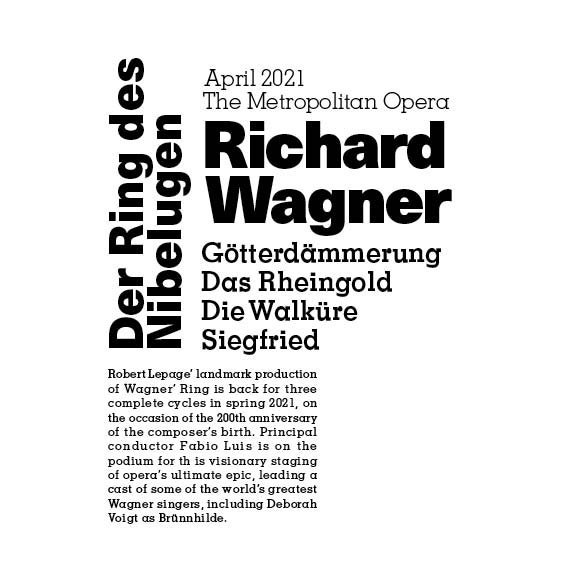 Der Ring des
Nibelugen
April 2021
The Metropolitan Opera
Richard
Wagner
Götterdämmerung
Das Rheingold
Die Walküre
Siegfried
Robert Lepage’ landmark production
of Wagner’ Ring is back for three
complete cycles in spring 2021, on
the occasion of the 200th anniversary
of the composer’s birth. Principal
conductor Fabio Luis is on the
podium for th is visionary staging
of opera’s ultimate epic, leading a
cast of some of the world’s greatest
Wagner singers, including Deborah
Voigt as Brünnhilde.